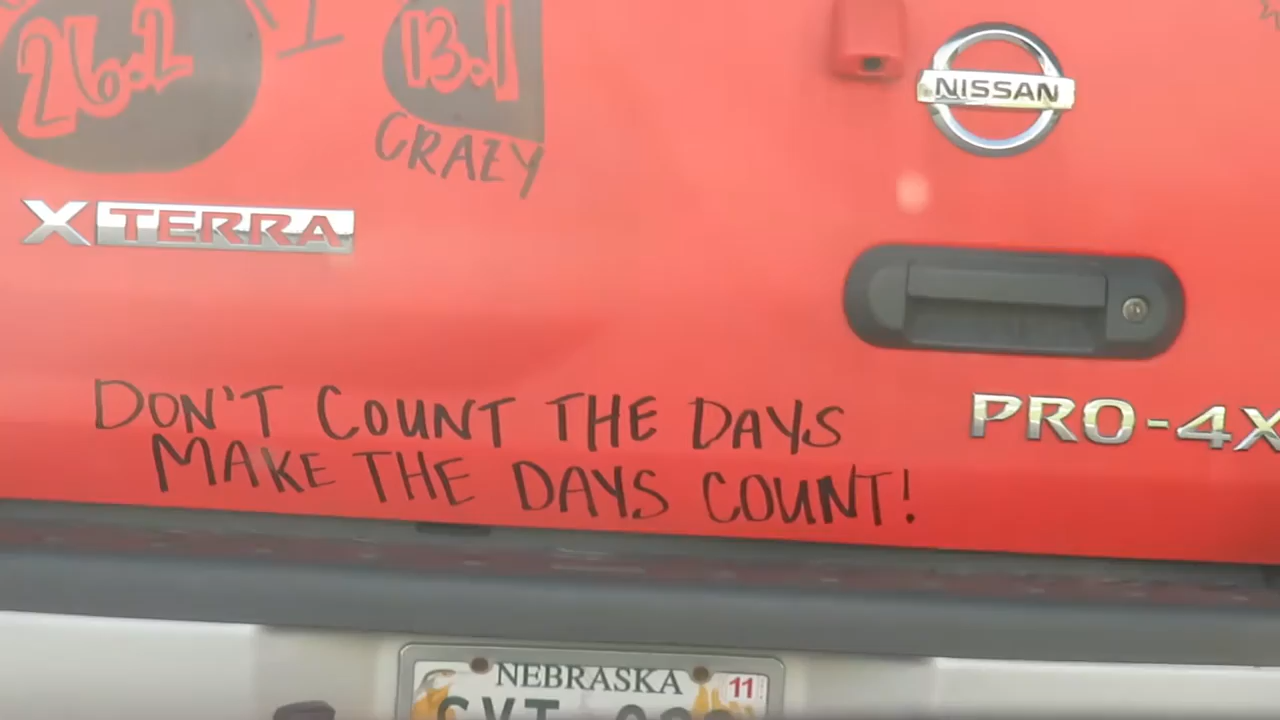 26.2
13.1
CRAZY
NISSAN
XTERRA
PRO-4X
DON'T COUNT THE DAYS
MAKE THE DAYS COUNT!
NEBRASKA
11